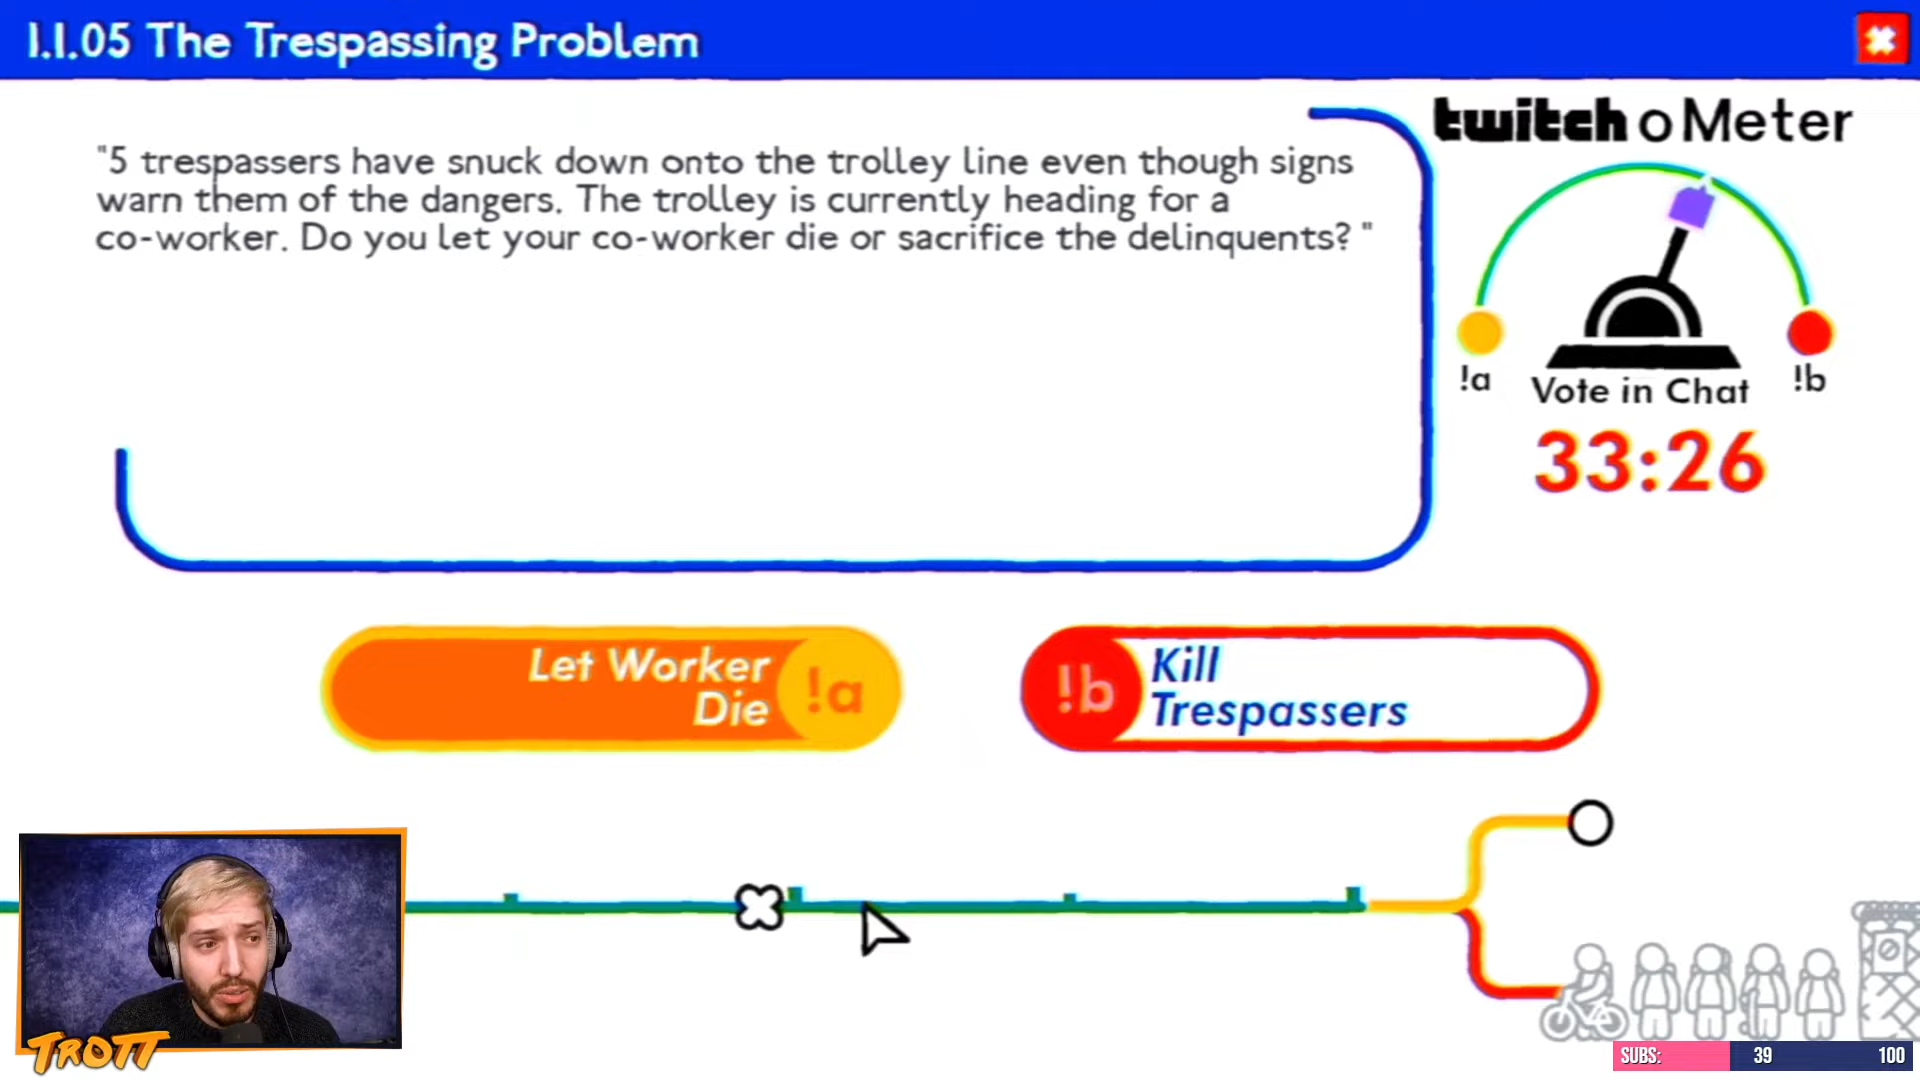 1.1.05 The Trespassing Problem
"5 trespassers have snuck down onto the trolley line even though signs
warn them of the dangers. The trolley is currently heading for a
co-worker. Do you let your co-worker die or sacrifice the delinquents? "
twitch o Meter
!a
Vote in Chat
!b
33:26
Let Worker
Die
!a
!b
Kill
Trespassers
TROTT
SUBS:
39
100